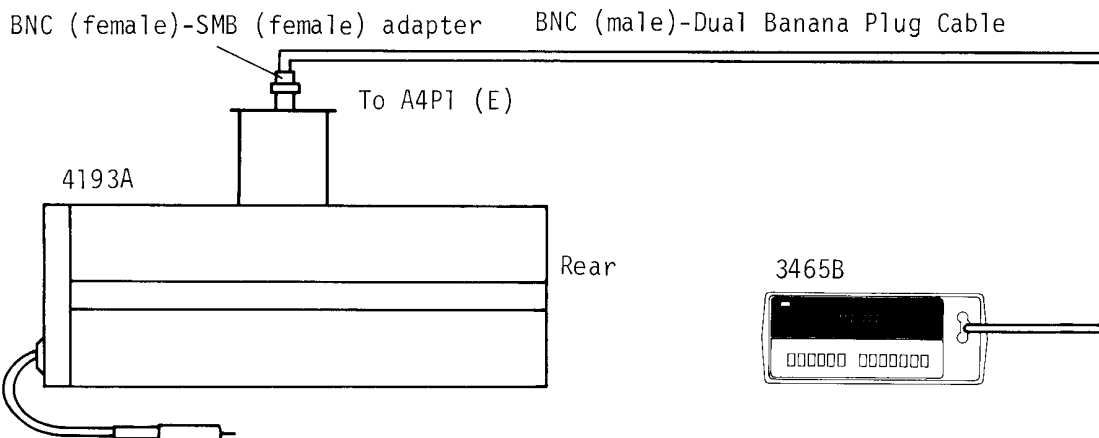 BNC (female)-SMB (female) adapter
BNC (male)-Dual Banana Plug Cable
To A4P1 (E)
4193A
Rear
3465B